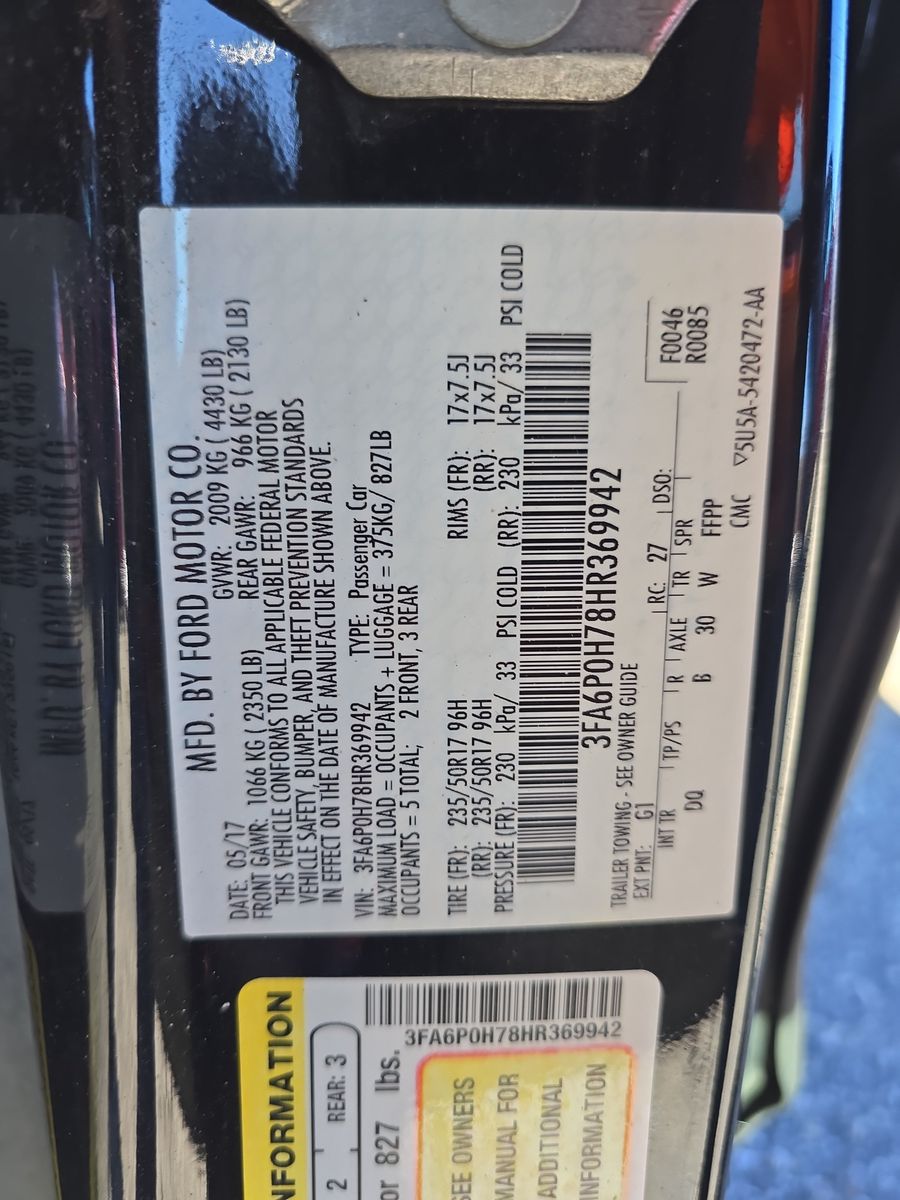 MFD. BY FORD MOTOR CO.
DATE: 05/17 GVWR: 2009 KG ( 4430 LB)
FRONT GAWR: 1066 KG ( 2350 LB) REAR GAWR: 966 KG ( 2130 LB)
THIS VEHICLE CONFORMS TO ALL APPLICABLE FEDERAL MOTOR
VEHICLE SAFETY, BUMPER, AND THEFT PREVENTION STANDARDS
IN EFFECT ON THE DATE OF MANUFACTURE SHOWN ABOVE.
VIN: 3FA6P0H78HR369942 TYPE: Passenger Car
MAXIMUM LOAD = OCCUPANTS + LUGGAGE = 375KG/ 827LB
OCCUPANTS = 5 TOTAL; 2 FRONT, 3 REAR
TIRE (FR): 235/50R17 96H RIMS (FR): 17x7.5J
(RR): 235/50R17 96H (RR): 17x7.5J
PRESSURE (FR): 230 kPa/ 33 PSI COLD (RR): 230 kPa/ 33 PSI COLD
3FA6P0H78HR369942
TRAILER TOWING - SEE OWNER GUIDE
EXT PNT: G1 RC: 27 DSO: F0046
R0085
INT TR TP/PS R AXLE TR SPR
DQ B 30 W FFPP
CMC
▽5U5A-5420472-AA
NFORMATION
2 REAR: 3
or 827 lbs.
3FA6P0H78HR369942
SEE OWNERS
MANUAL FOR
ADDITIONAL
INFORMATION